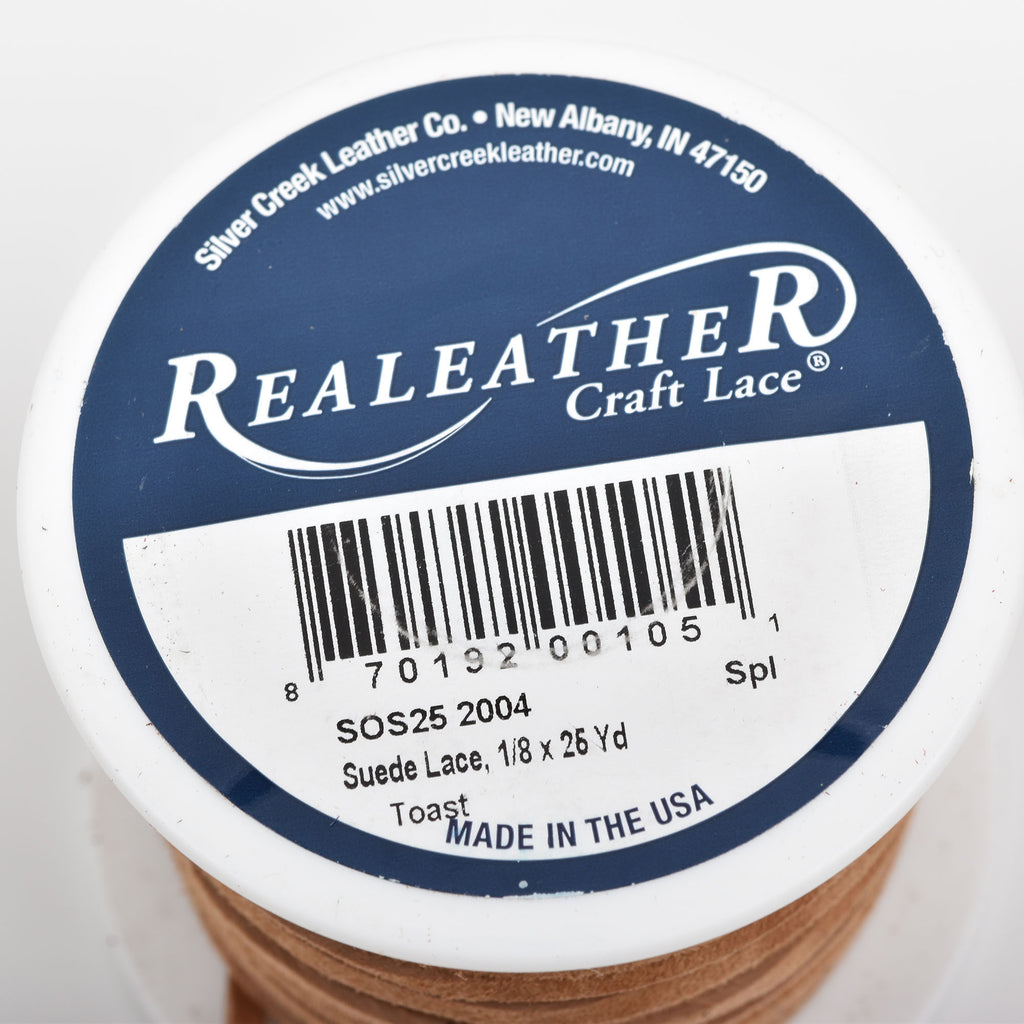 Silver Creek Leather Co. • New Albany, IN 47150
www.silvercreekleather.com
REALEATHER
Craft Lace®
8 70192 00105 1
SOS25 2004 Spl
Suede Lace, 1/8 x 25 Yd
Toast
MADE IN THE USA